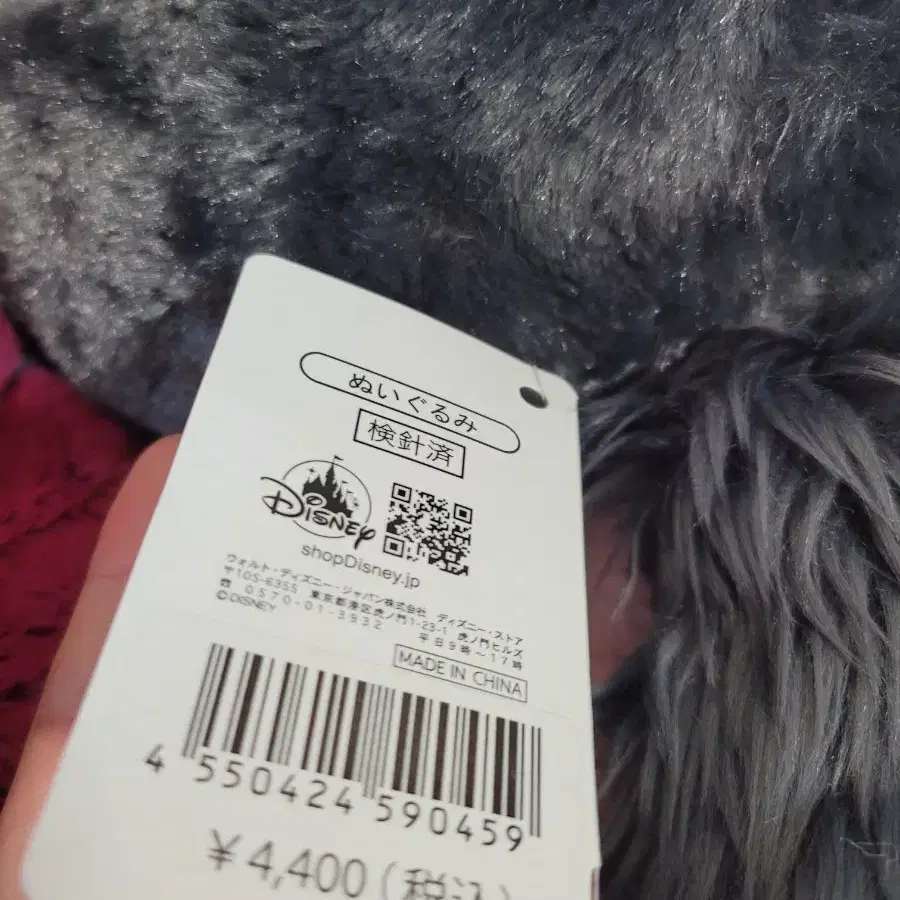 ぬいぐるみ
検針済
DISNEY
shopDisney.jp
ウォルト・ディズニー・ジャパン株式会社 ディズニー・ストア
〒105-6355 東京都港区虎ノ門1-23-1 虎ノ門ヒルズ
☎ 0570-01-3932 平日9時~17時
©DISNEY
MADE IN CHINA
4 550424 590459
¥4,400(税込)